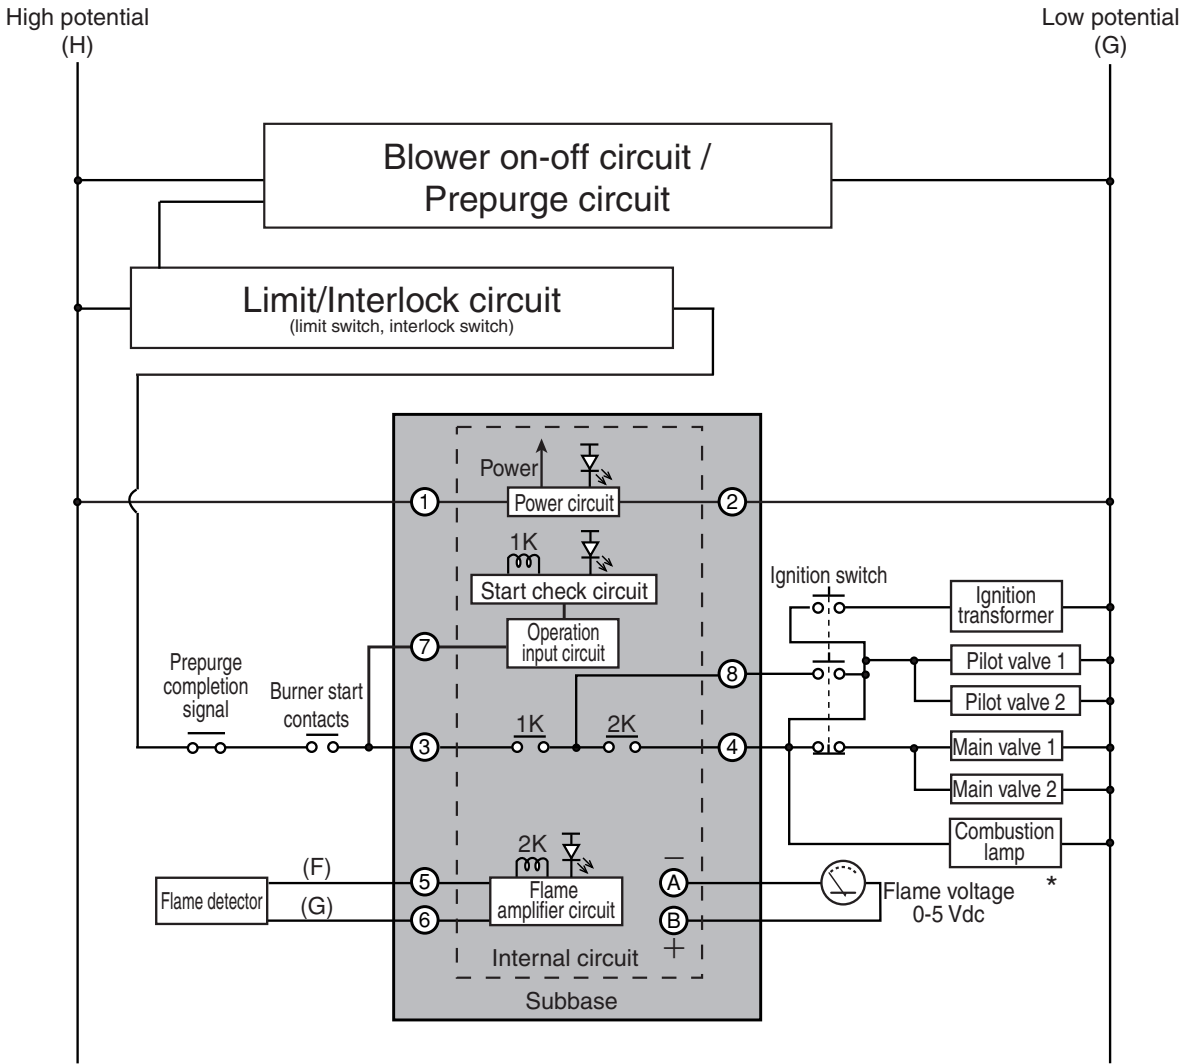 High potential
(H)
Low potential
(G)
Blower on-off circuit /
Prepurge circuit
Limit/Interlock circuit
(limit switch, interlock switch)
Power
1
Power circuit
2
1K
Start check circuit
Ignition switch
Ignition
transformer
7
Operation
input circuit
8
Pilot valve 1
Pilot valve 2
Prepurge
completion
signal
Burner start
contacts
3
1K
2K
4
Main valve 1
Main valve 2
Combustion
lamp
*
2K
Flame detector
(F)
(G)
5
6
Flame
amplifier circuit
−
A
B
+
Flame voltage
0-5 Vdc
Internal circuit
Subbase